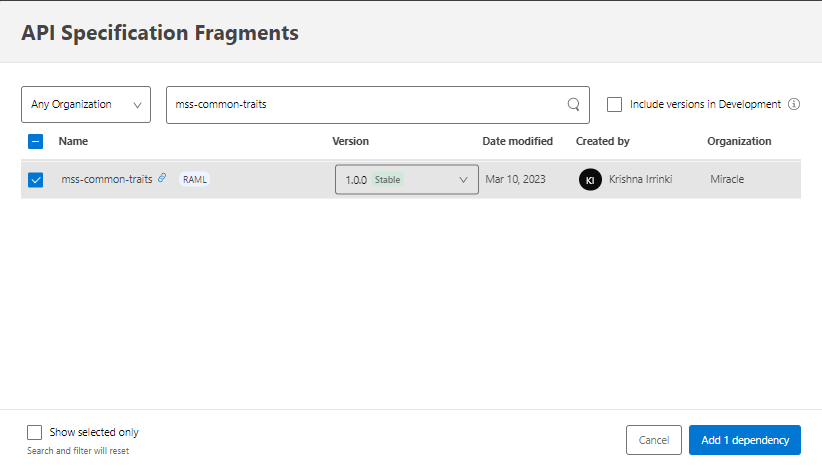 API Specification Fragments
Any Organization
mss-common-traits
Include versions in Development
Name Version Date modified Created by Organization
mss-common-traits RAML 1.0.0 Stable Mar 10, 2023 KI Krishna Irrinki Miracle
Show selected only
Search and filter will reset
Cancel
Add 1 dependency